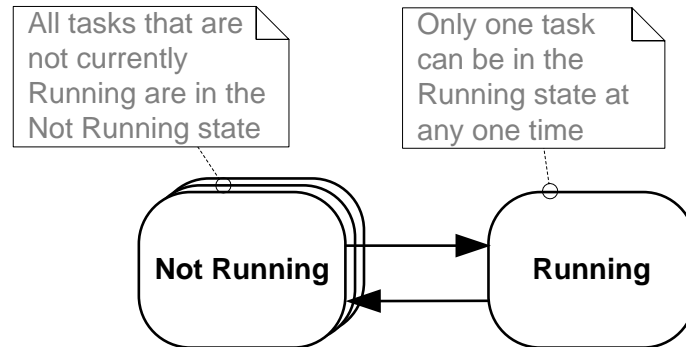 All tasks that are
not currently
Running are in the
Not Running state
Only one task
can be in the
Running state at
any one time
Not Running
Running